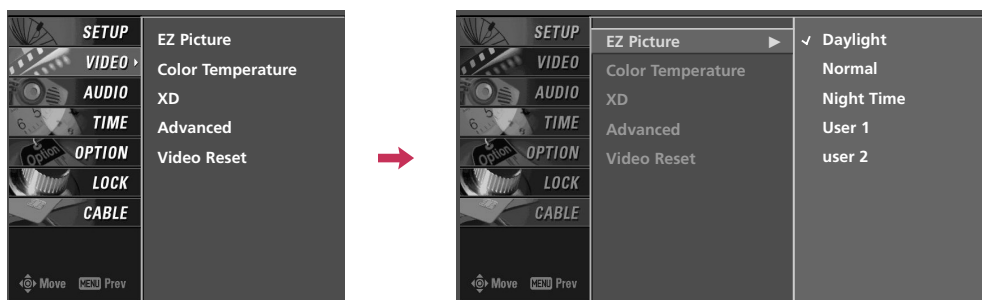 SETUP
VIDEO
AUDIO
TIME
OPTION
LOCK
CABLE
Move MENU Prev
EZ Picture
Color Temperature
XD
Advanced
Video Reset
SETUP
VIDEO
AUDIO
TIME
OPTION
LOCK
CABLE
Move MENU Prev
EZ Picture
Color Temperature
XD
Advanced
Video Reset
Daylight
Normal
Night Time
User 1
user 2